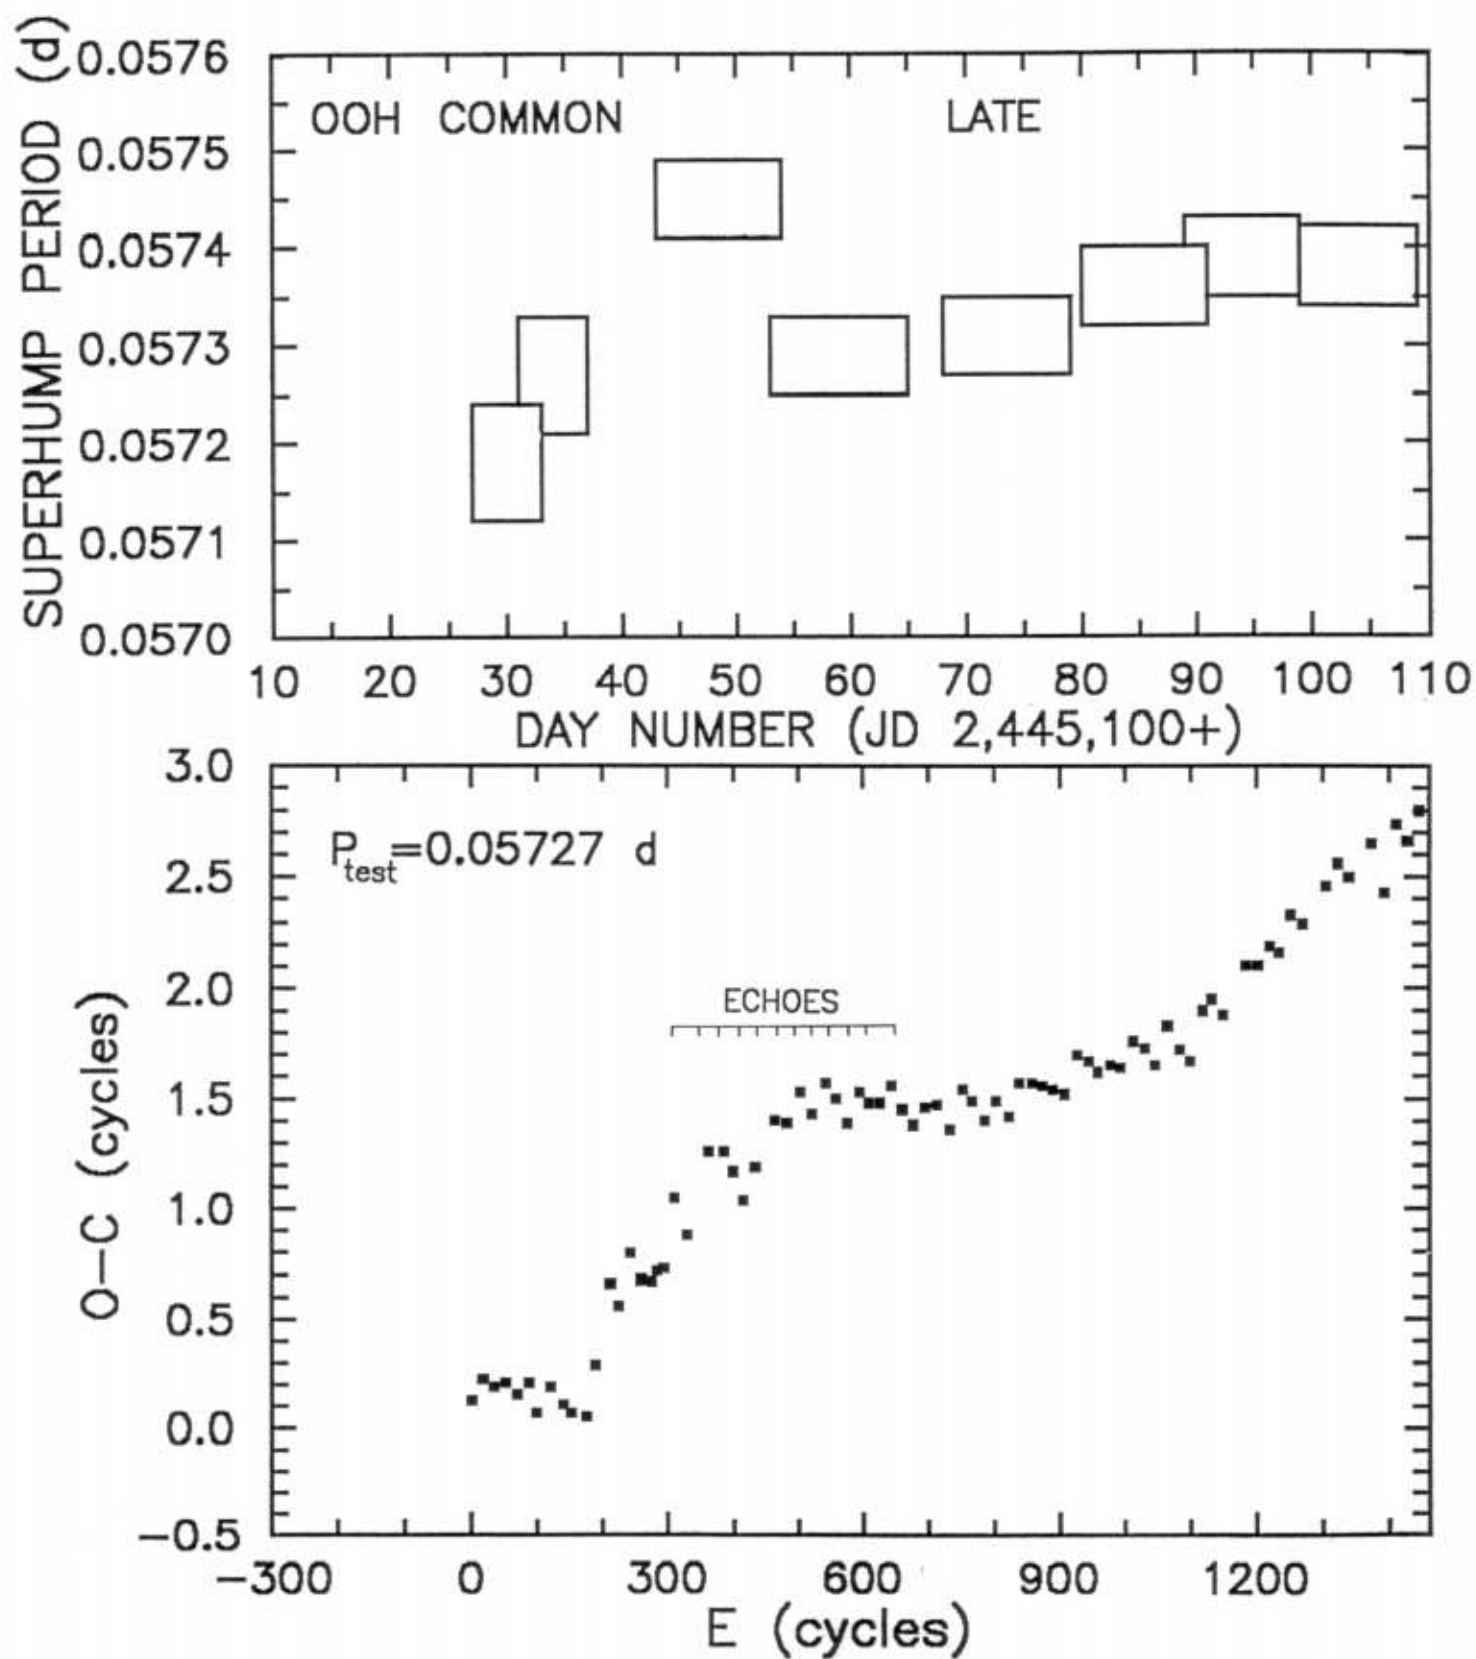 SUPERHUMP PERIOD (d)
0.0576
0.0575
0.0574
0.0573
0.0572
0.0571
0.0570
OOH COMMON
LATE
10 20 30 40 50 60 70 80 90 100 110
DAY NUMBER (JD 2,445,100+)
O−C (cycles)
3.0
2.5
2.0
1.5
1.0
0.5
0.0
−0.5
Ptest=0.05727 d
ECHOES
−300 0 300 600 900 1200
E (cycles)